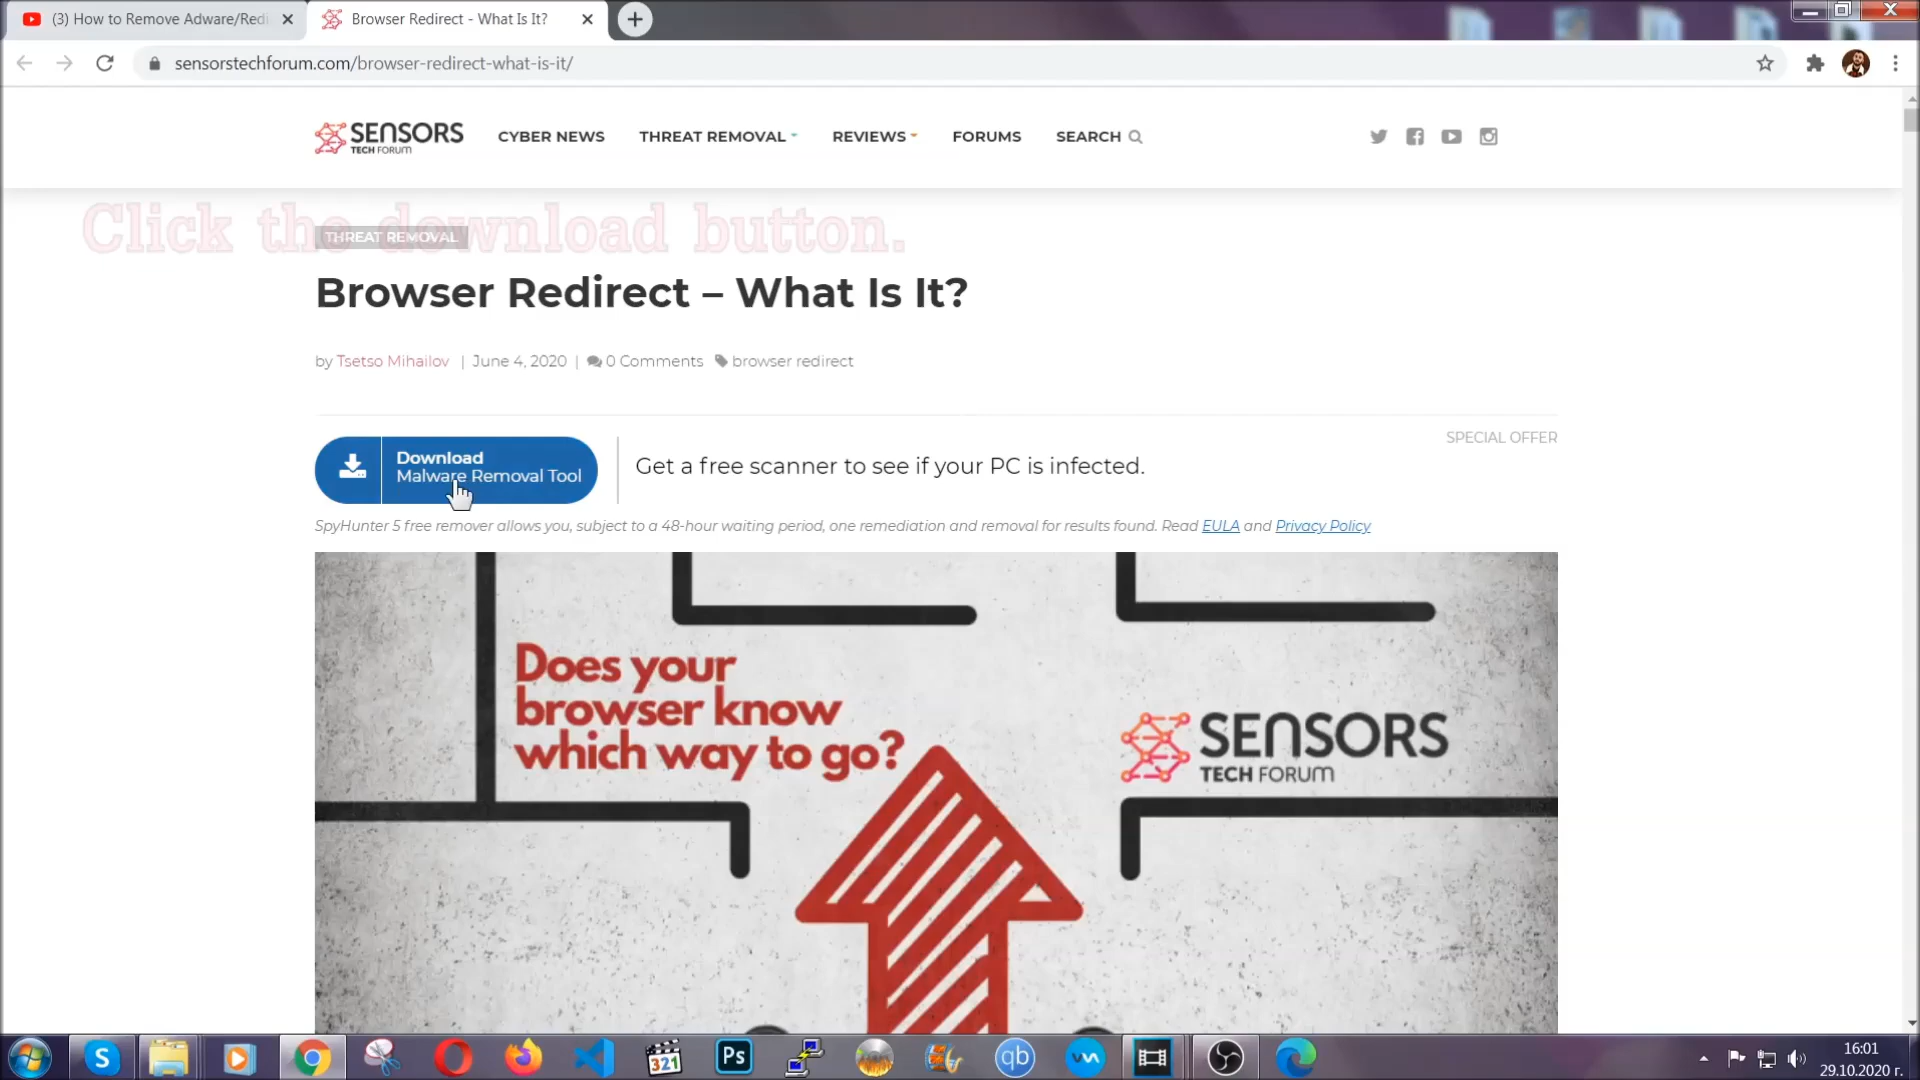 (3) How to Remove Adware/Redi
Browser Redirect - What Is It?
sensorstechforum.com/browser-redirect-what-is-it/
SENSORS
TECH FORUM
CYBER NEWS
THREAT REMOVAL
REVIEWS
FORUMS
SEARCH
Click the download button.
THREAT REMOVAL
Browser Redirect – What Is It?
by Tsetso Mihailov | June 4, 2020 | 0 Comments browser redirect
SPECIAL OFFER
Download
Malware Removal Tool
Get a free scanner to see if your PC is infected.
SpyHunter 5 free remover allows you, subject to a 48-hour waiting period, one remediation and removal for results found. Read EULA and Privacy Policy
Does your
browser know
which way to go?
SENSORS
TECH FORUM
S
321
Ps
qb
16:01
29.10.2020 г.